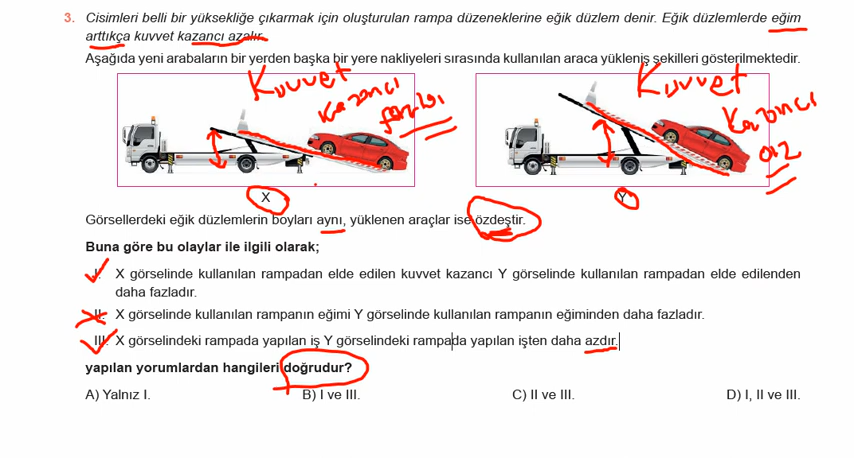 3. Cisimleri belli bir yüksekliğe çıkarmak için oluşturulan rampa düzeneklerine eğik düzlem denir. Eğik düzlemlerde eğim
arttıkça kuvvet kazancı azalır.
Aşağıda yeni arabaların bir yerden başka bir yere nakliyeleri sırasında kullanılan araca yükleniş şekilleri gösterilmektedir.
Kuvvet
kazancı
fazla
Kuvvet
kazancı
az
X
Y
Görsellerdeki eğik düzlemlerin boyları aynı, yüklenen araçlar ise özdeştir.
Buna göre bu olaylar ile ilgili olarak;
I. X görselinde kullanılan rampadan elde edilen kuvvet kazancı Y görselinde kullanılan rampadan elde edilenden
daha fazladır.
II. X görselinde kullanılan rampanın eğimi Y görselinde kullanılan rampanın eğiminden daha fazladır.
III. X görselindeki rampada yapılan iş Y görselindeki rampada yapılan işten daha azdır.
yapılan yorumlardan hangileri doğrudur?
A) Yalnız I. B) I ve III. C) II ve III. D) I, II ve III.